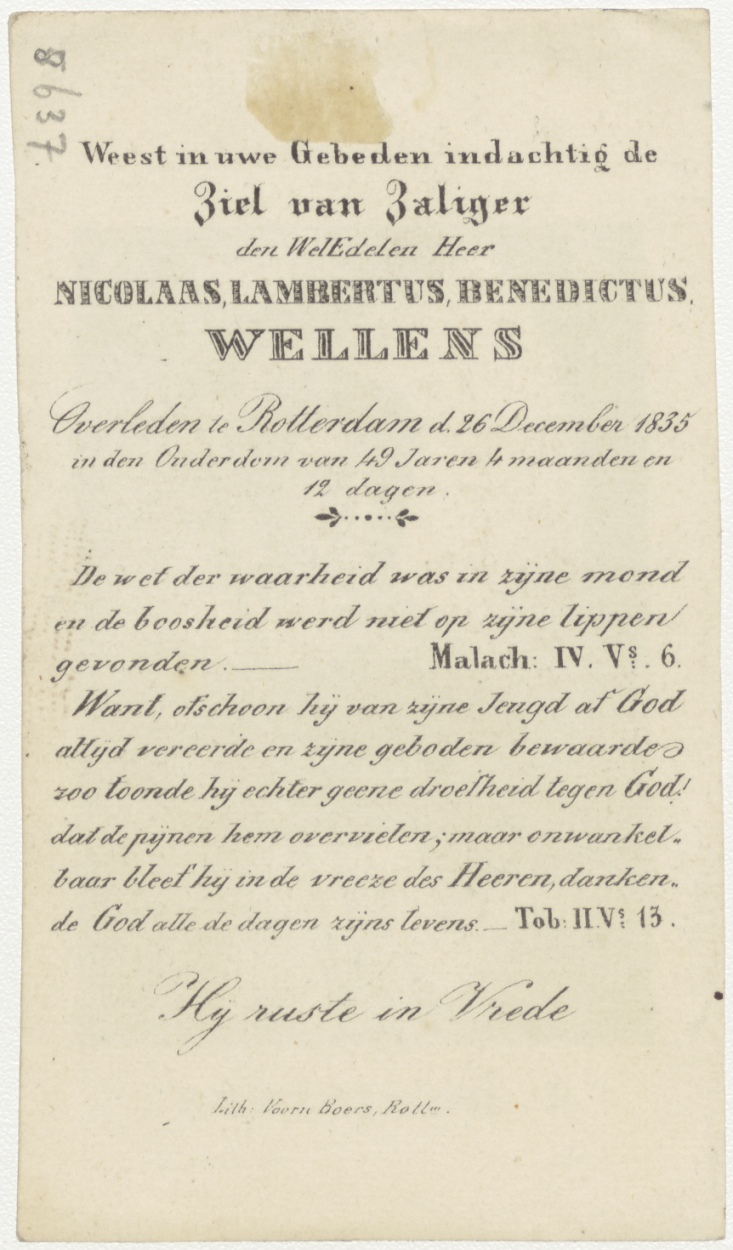 8637
Weest in uwe Gebeden indachtig de
Ziel van Zaliger
den WelEdelen Heer
NICOLAAS, LAMBERTUS, BENEDICTUS,
WELLENS
Overleden te Rotterdam d. 26 December 1835
in den Onderdom van 49 Jaren 4 maanden en
12 dagen.
De wet der waarheid was in zijne mond
en de boosheid werd niet op zijne lippen
gevonden. — Malach: IV. Vs. 6.
Want, ofschoon hij van zijne Jeugd af God
altijd vereerde en zijne geboden bewaarde
zoo toonde hij echter geene droefheid tegen God!
dat de pijnen hem overvielen; maar onwankel„
baar bleef hij in de vreeze des Heeren, danken„
de God alle de dagen zijns levens. — Tob: II. Vs. 13.
Hij ruste in Vrede
Lith: Voorn Boers, Rottm.